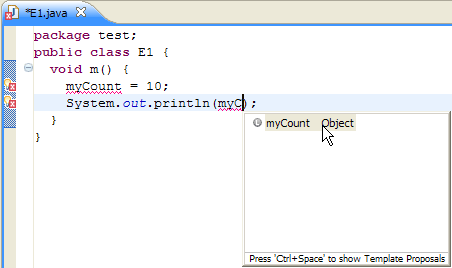 *E1.java
package test;
public class E1 {
void m() {
myCount = 10;
System.out.println(myC);
}
}
myCount Object
Press 'Ctrl+Space' to show Template Proposals